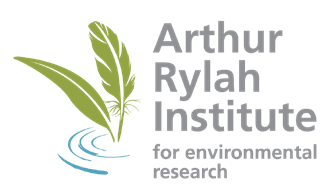 Arthur
Rylah
Institute
for environmental
research